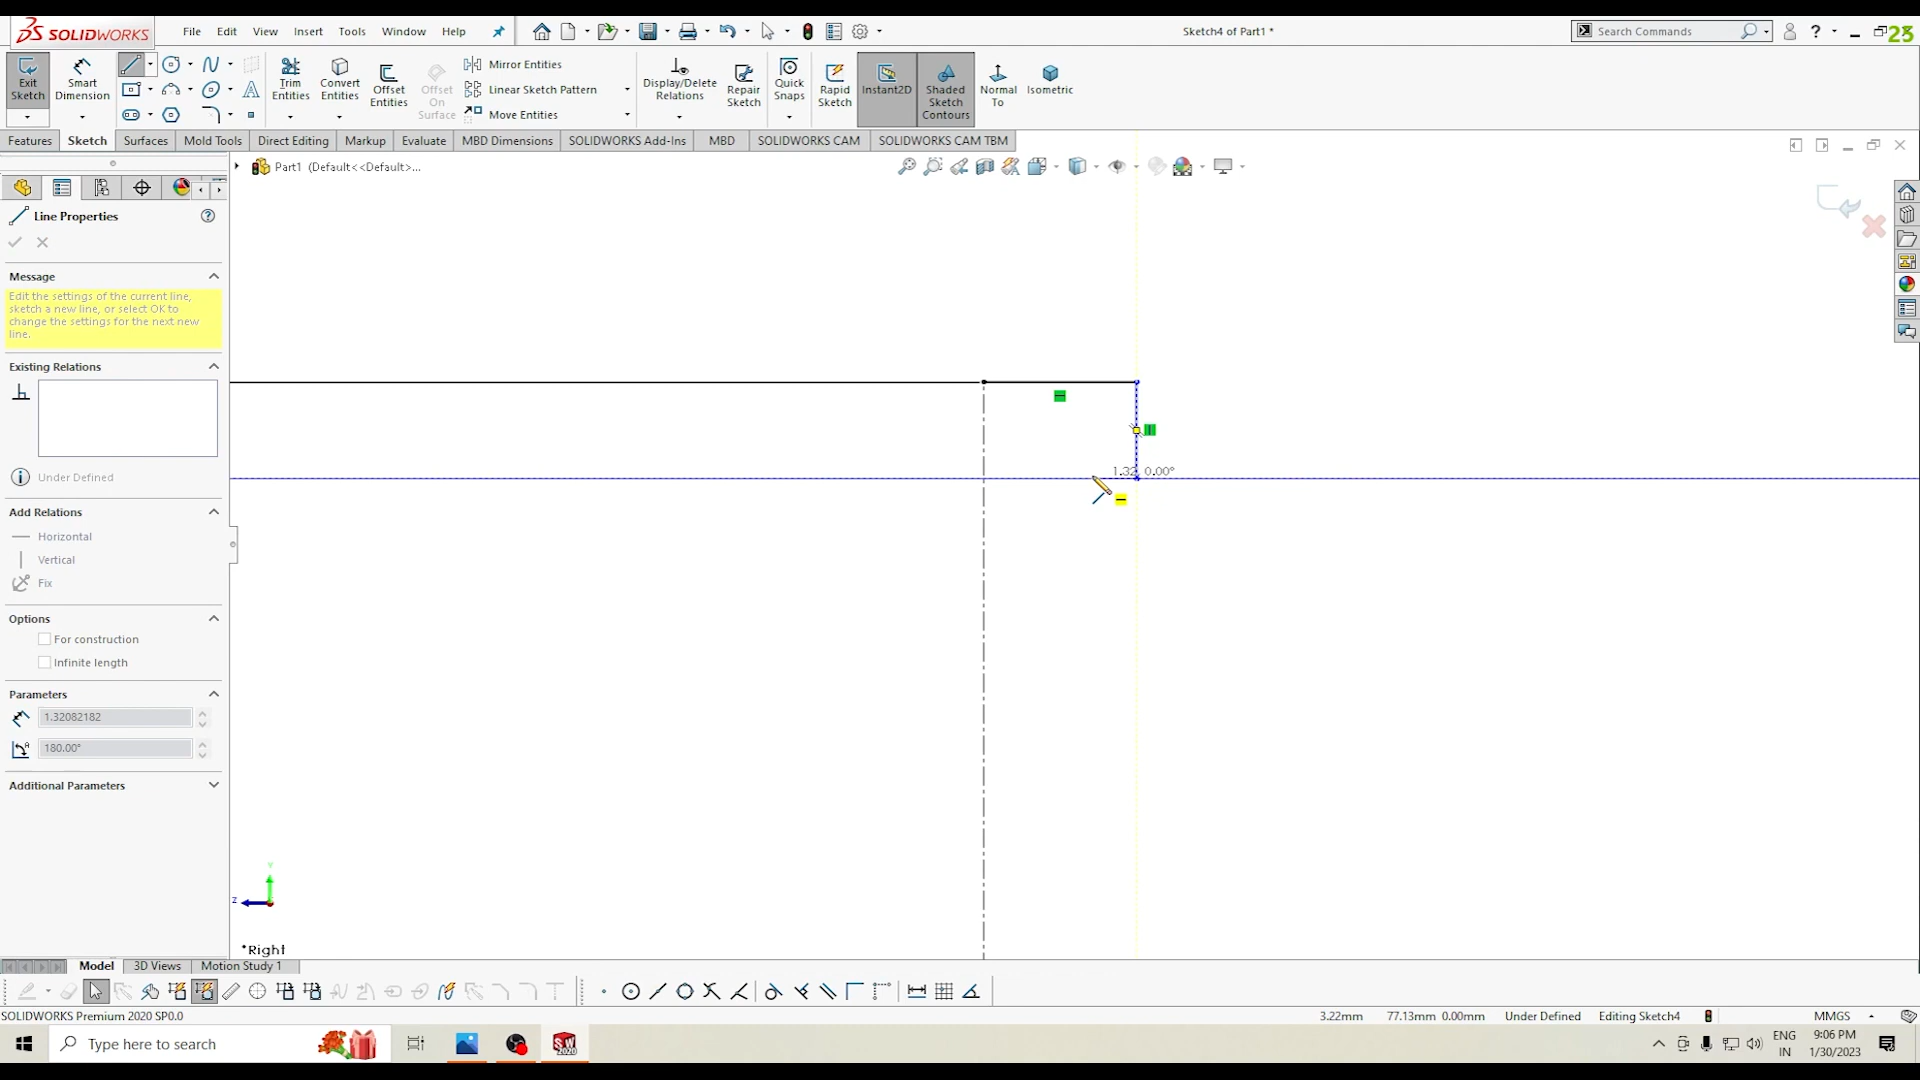 SOLIDWORKS
File Edit View Insert Tools Window Help
Sketch4 of Part1 *
Search Commands
23
Exit Sketch
Smart Dimension
Trim Entities
Convert Entities
Offset Entities
Offset On Surface
Mirror Entities
Linear Sketch Pattern
Move Entities
Display/Delete Relations
Repair Sketch
Quick Snaps
Rapid Sketch
Instant2D
Shaded Sketch Contours
Normal To
Isometric
Features Sketch Surfaces Mold Tools Direct Editing Markup Evaluate MBD Dimensions SOLIDWORKS Add-Ins MBD SOLIDWORKS CAM SOLIDWORKS CAM TBM
Part1 (Default<<Default>...
Line Properties
Message
Edit the settings of the current line,
sketch a new line, or select OK to
change the settings for the next new
line.
Existing Relations
Under Defined
Add Relations
Horizontal
Vertical
Fix
Options
For construction
Infinite length
Parameters
1.32082182
180.00°
Additional Parameters
1.32, 0.00°
Y
Z
*Right
Model 3D Views Motion Study 1
SOLIDWORKS Premium 2020 SP0.0
3.22mm 77.13mm 0.00mm Under Defined Editing Sketch4 MMGS
Type here to search
SW
2020
ENG
IN
9:06 PM
1/30/2023